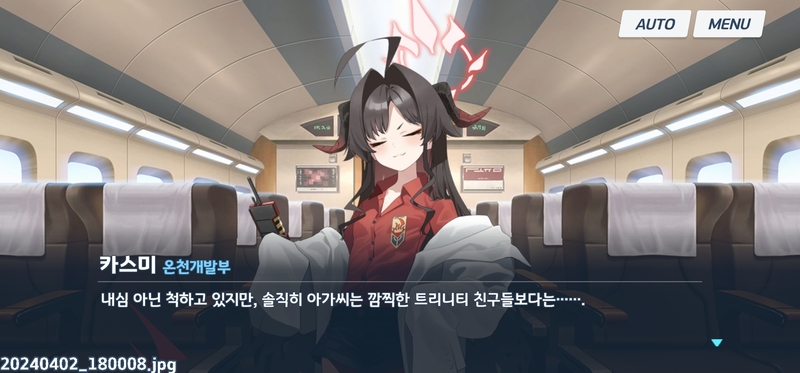 AUTO MENU
카스미 온천개발부
내심 아닌 척하고 있지만, 솔직히 아가씨는 깜찍한 트리니티 친구들보다는…….
20240402_180008.jpg